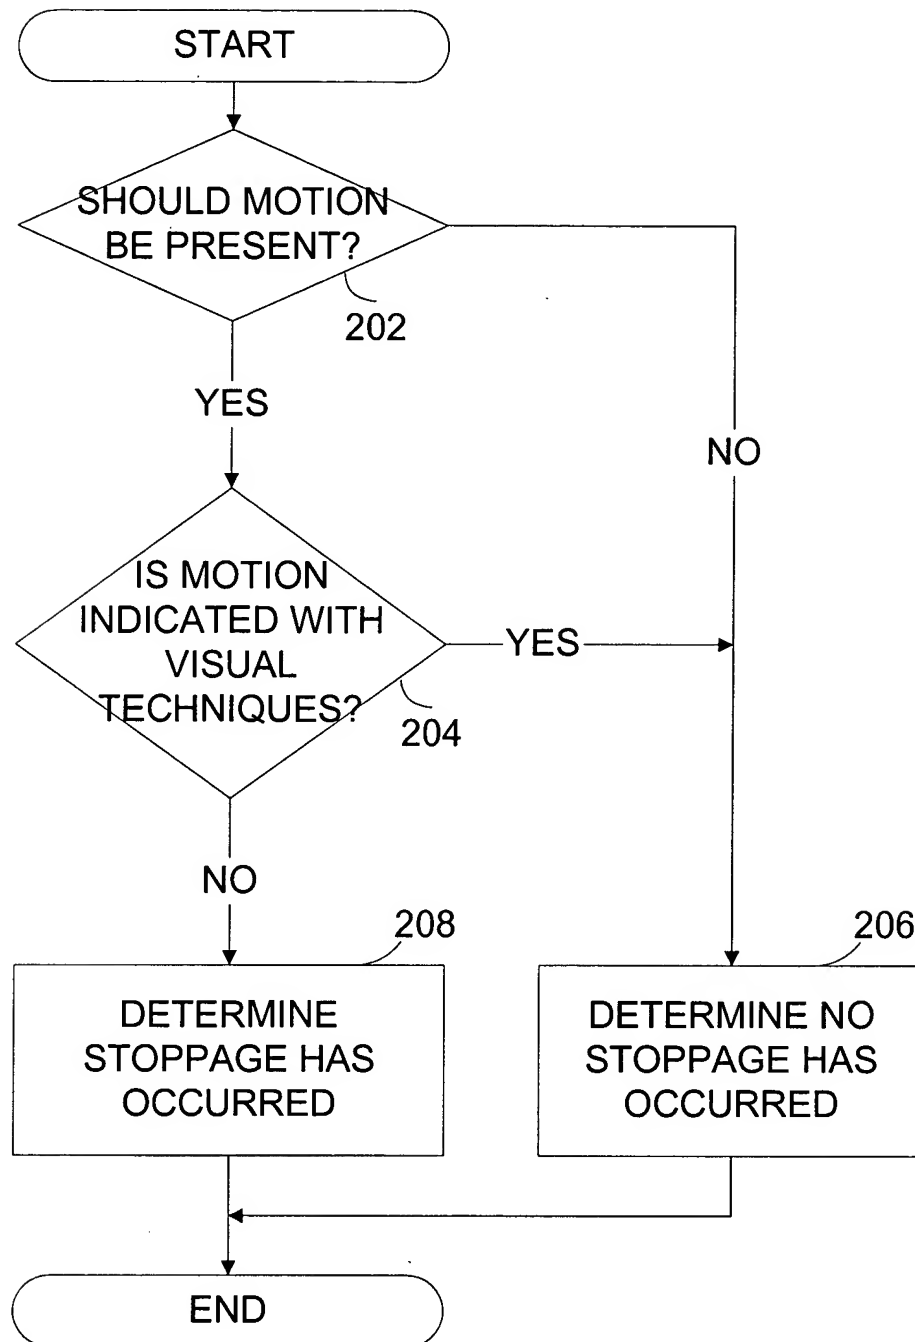 START
SHOULD MOTION
BE PRESENT?
202
YES
NO
IS MOTION
INDICATED WITH
VISUAL
TECHNIQUES?
YES
204
NO
208
206
DETERMINE
STOPPAGE HAS
OCCURRED
DETERMINE NO
STOPPAGE HAS
OCCURRED
END